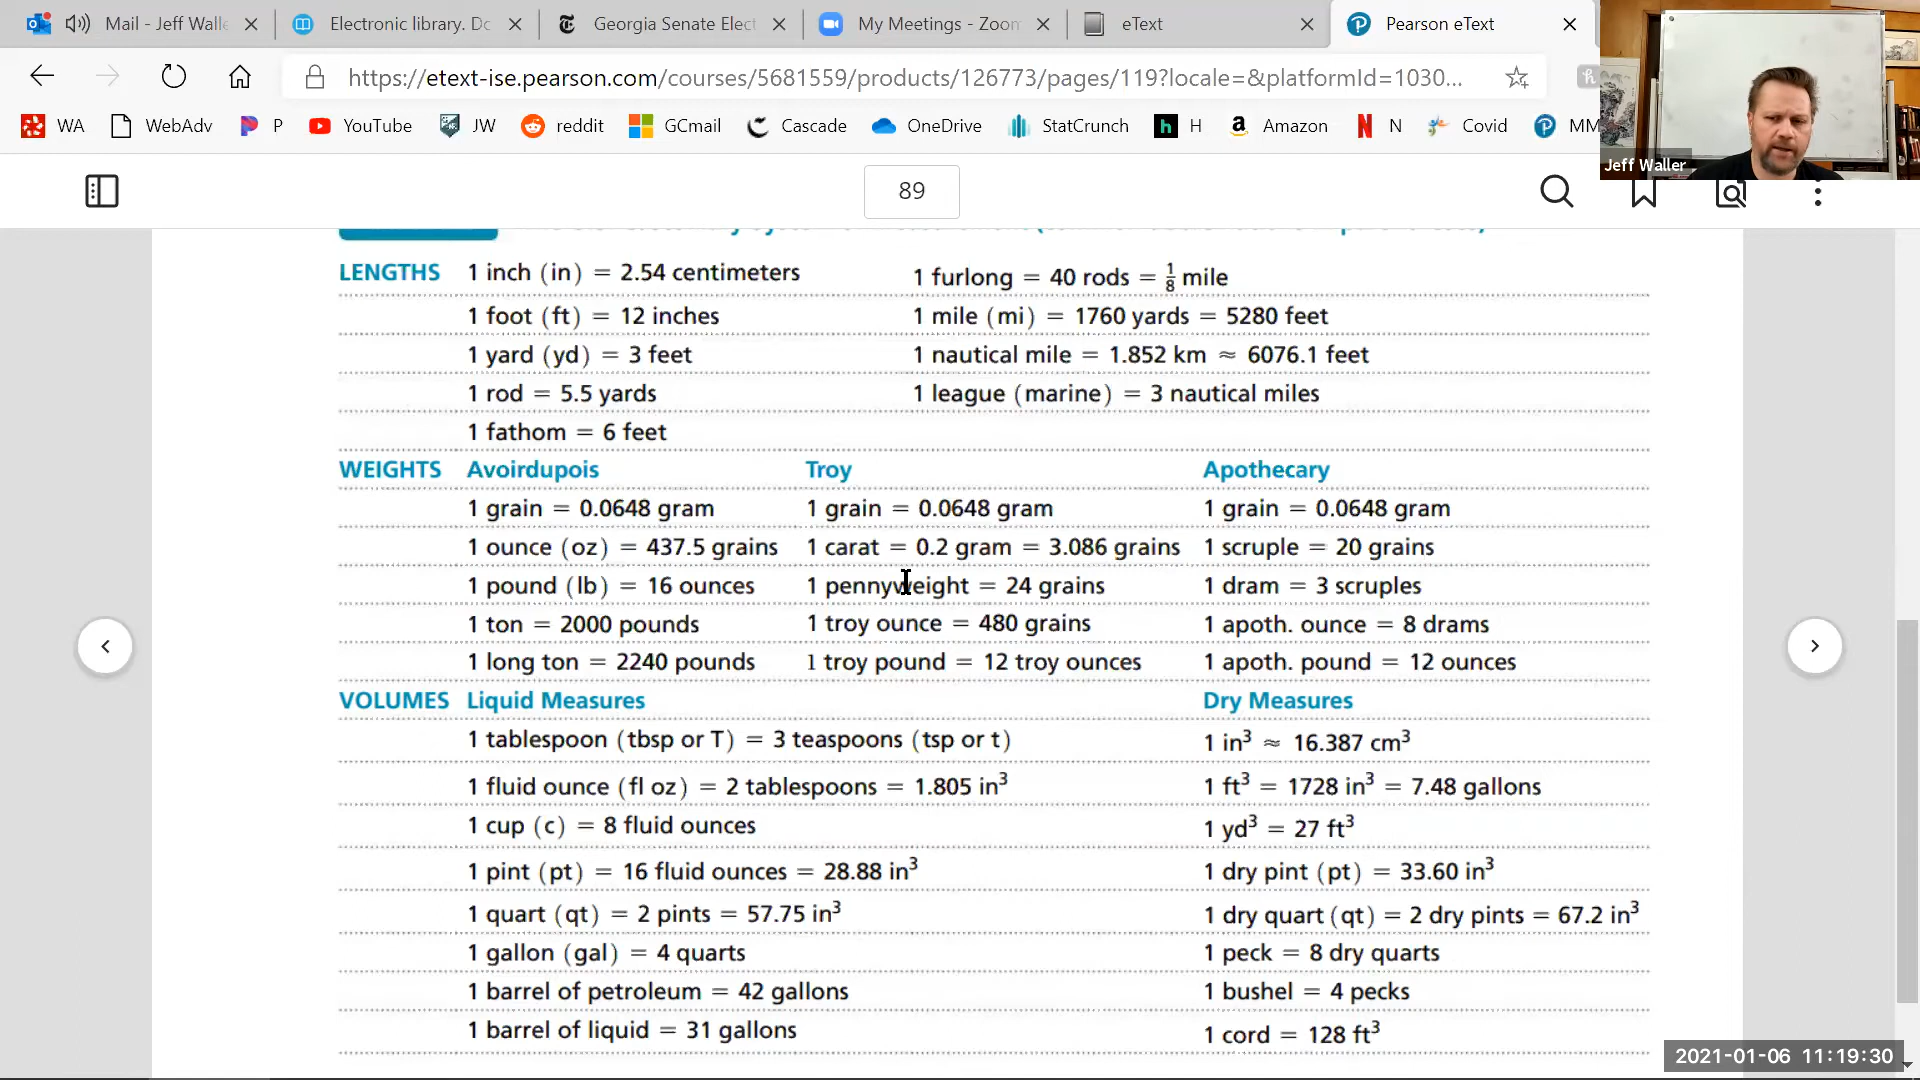 Mail - Jeff Walle
Electronic library. Do
Georgia Senate Elect
My Meetings - Zoom
eText
Pearson eText
https://etext-ise.pearson.com/courses/5681559/products/126773/pages/119?locale=&platformId=1030...
WA
WebAdv
P
YouTube
JW
reddit
GCmail
Cascade
OneDrive
StatCrunch
H
Amazon
N
Covid
MM
Jeff Waller
89
LENGTHS 1 inch (in) = 2.54 centimeters 1 furlong = 40 rods = 1/8 mile
1 foot (ft) = 12 inches 1 mile (mi) = 1760 yards = 5280 feet
1 yard (yd) = 3 feet 1 nautical mile = 1.852 km ≈ 6076.1 feet
1 rod = 5.5 yards 1 league (marine) = 3 nautical miles
1 fathom = 6 feet
WEIGHTS Avoirdupois Troy Apothecary
1 grain = 0.0648 gram 1 grain = 0.0648 gram 1 grain = 0.0648 gram
1 ounce (oz) = 437.5 grains 1 carat = 0.2 gram = 3.086 grains 1 scruple = 20 grains
1 pound (lb) = 16 ounces 1 pennyweight = 24 grains 1 dram = 3 scruples
1 ton = 2000 pounds 1 troy ounce = 480 grains 1 apoth. ounce = 8 drams
1 long ton = 2240 pounds 1 troy pound = 12 troy ounces 1 apoth. pound = 12 ounces
VOLUMES Liquid Measures Dry Measures
1 tablespoon (tbsp or T) = 3 teaspoons (tsp or t) 1 in³ ≈ 16.387 cm³
1 fluid ounce (fl oz) = 2 tablespoons = 1.805 in³ 1 ft³ = 1728 in³ = 7.48 gallons
1 cup (c) = 8 fluid ounces 1 yd³ = 27 ft³
1 pint (pt) = 16 fluid ounces = 28.88 in³ 1 dry pint (pt) = 33.60 in³
1 quart (qt) = 2 pints = 57.75 in³ 1 dry quart (qt) = 2 dry pints = 67.2 in³
1 gallon (gal) = 4 quarts 1 peck = 8 dry quarts
1 barrel of petroleum = 42 gallons 1 bushel = 4 pecks
1 barrel of liquid = 31 gallons 1 cord = 128 ft³
2021-01-06 11:19:30